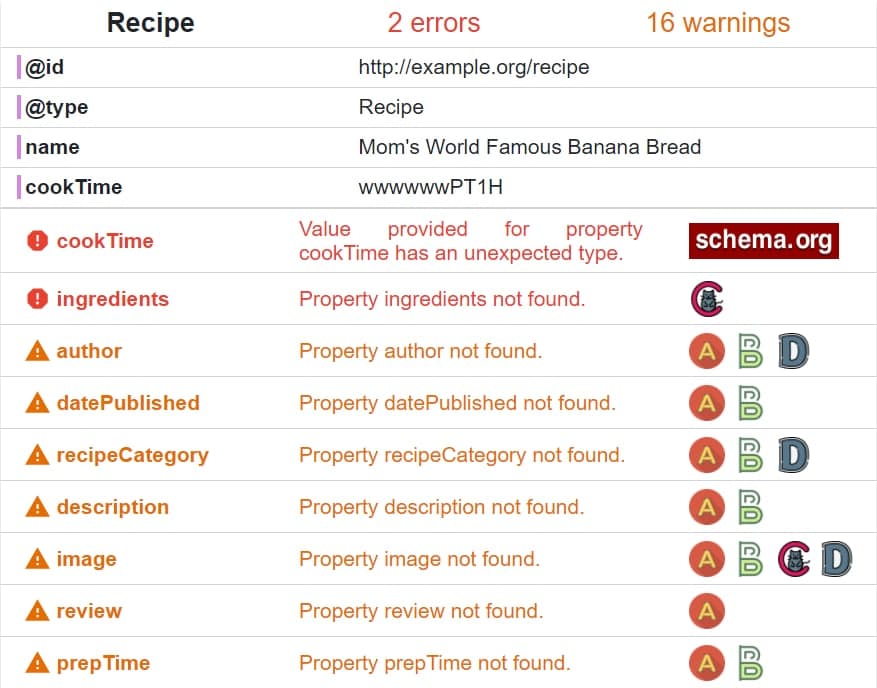 Recipe 2 errors 16 warnings
@id http://example.org/recipe
@type Recipe
name Mom's World Famous Banana Bread
cookTime wwwwwwPT1H
cookTime Value provided for property
cookTime has an unexpected type. schema.org
ingredients Property ingredients not found. C
author Property author not found. A B D
datePublished Property datePublished not found. A B
recipeCategory Property recipeCategory not found. A B D
description Property description not found. A B
image Property image not found. A B C D
review Property review not found. A
prepTime Property prepTime not found. A B